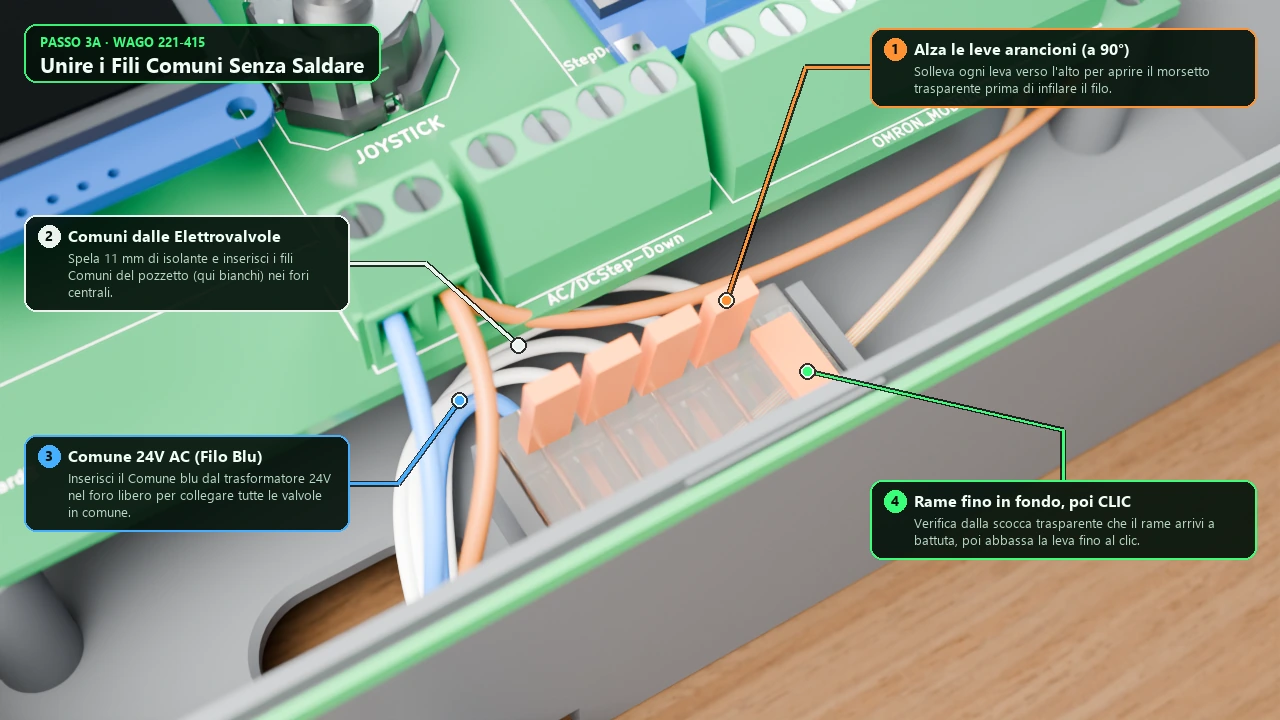 PASSO 3A · WAGO 221-415
Unire i Fili Comuni Senza Saldare
1 Alza le leve arancioni (a 90°)
Solleva ogni leva verso l'alto per aprire il morsetto
trasparente prima di infilare il filo.
2 Comuni dalle Elettrovalvole
Spela 11 mm di isolante e inserisci i fili
Comuni del pozzetto (qui bianchi) nei fori
centrali.
3 Comune 24V AC (Filo Blu)
Inserisci il Comune blu dal trasformatore 24V
nel foro libero per collegare tutte le valvole
in comune.
4 Rame fino in fondo, poi CLIC
Verifica dalla scocca trasparente che il rame arrivi a
battuta, poi abbassa la leva fino al clic.
JOYSTICK
AC/DCStep-Down